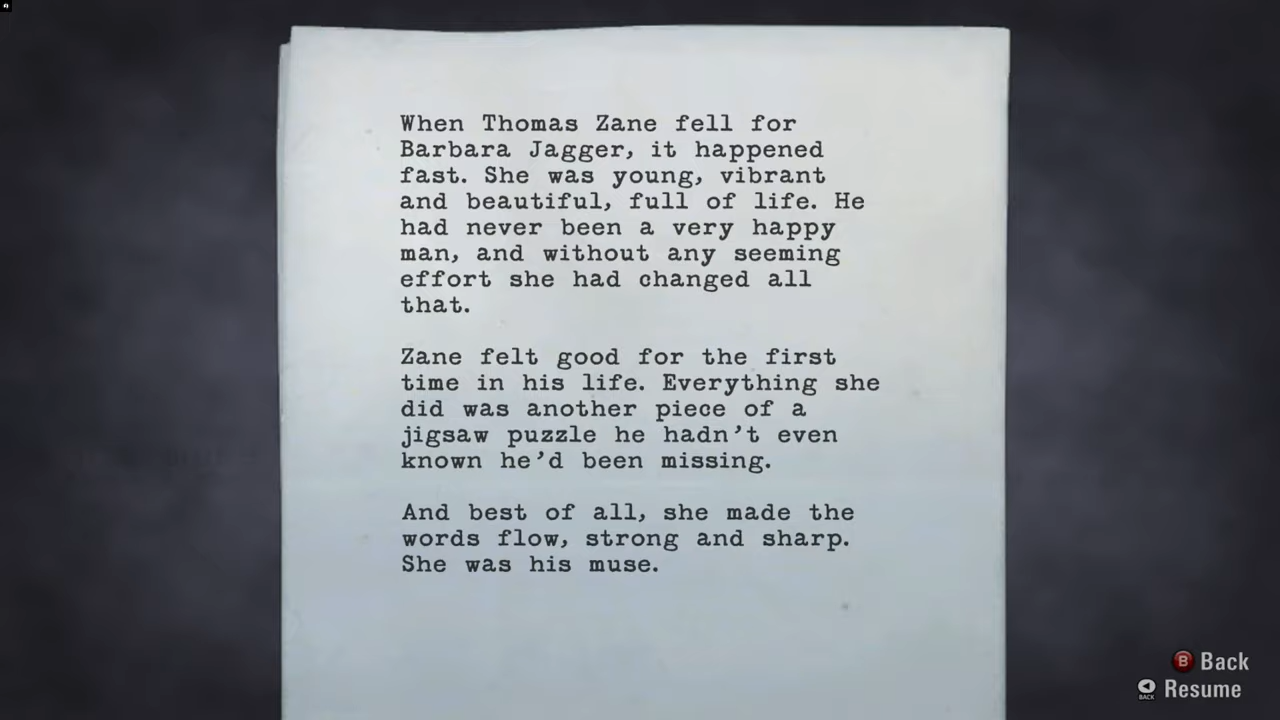 When Thomas Zane fell for
Barbara Jagger, it happened
fast. She was young, vibrant
and beautiful, full of life. He
had never been a very happy
man, and without any seeming
effort she had changed all
that.
Zane felt good for the first
time in his life. Everything she
did was another piece of a
jigsaw puzzle he hadn't even
known he'd been missing.
And best of all, she made the
words flow, strong and sharp.
She was his muse.
B Back
BACK Resume